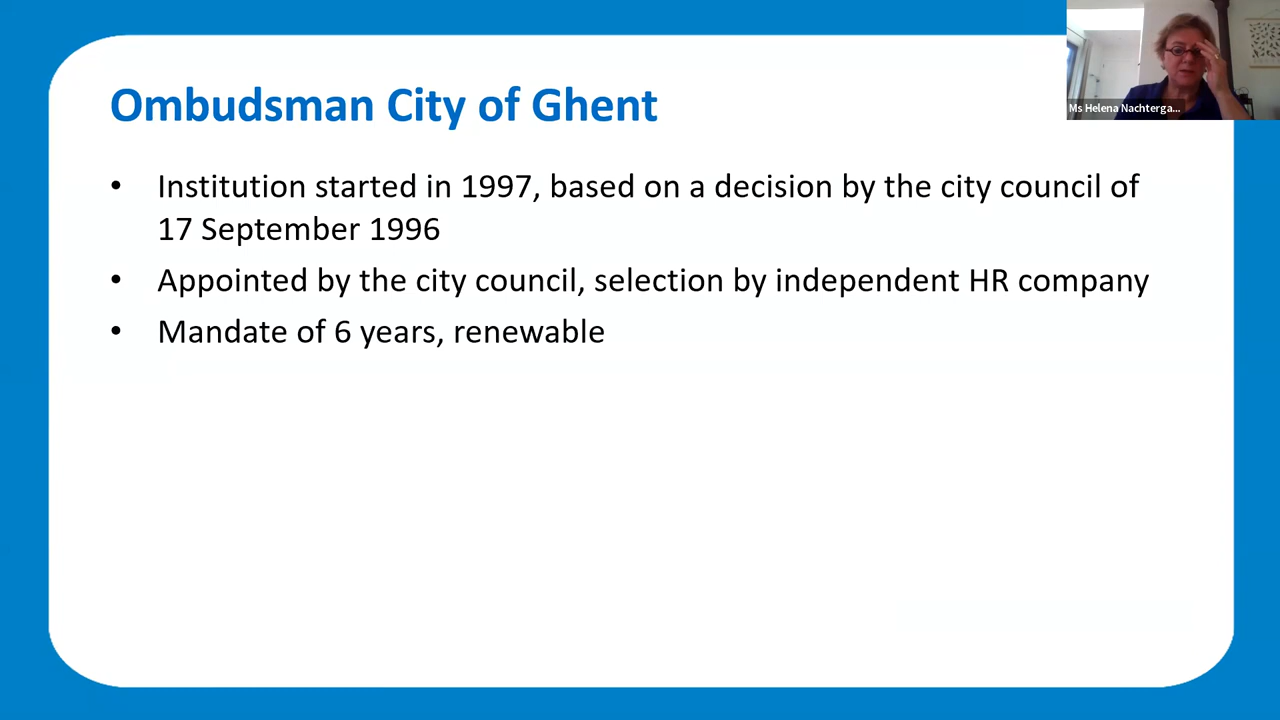 Ms Helena Nachterga...
Ombudsman City of Ghent
• Institution started in 1997, based on a decision by the city council of
17 September 1996
• Appointed by the city council, selection by independent HR company
• Mandate of 6 years, renewable